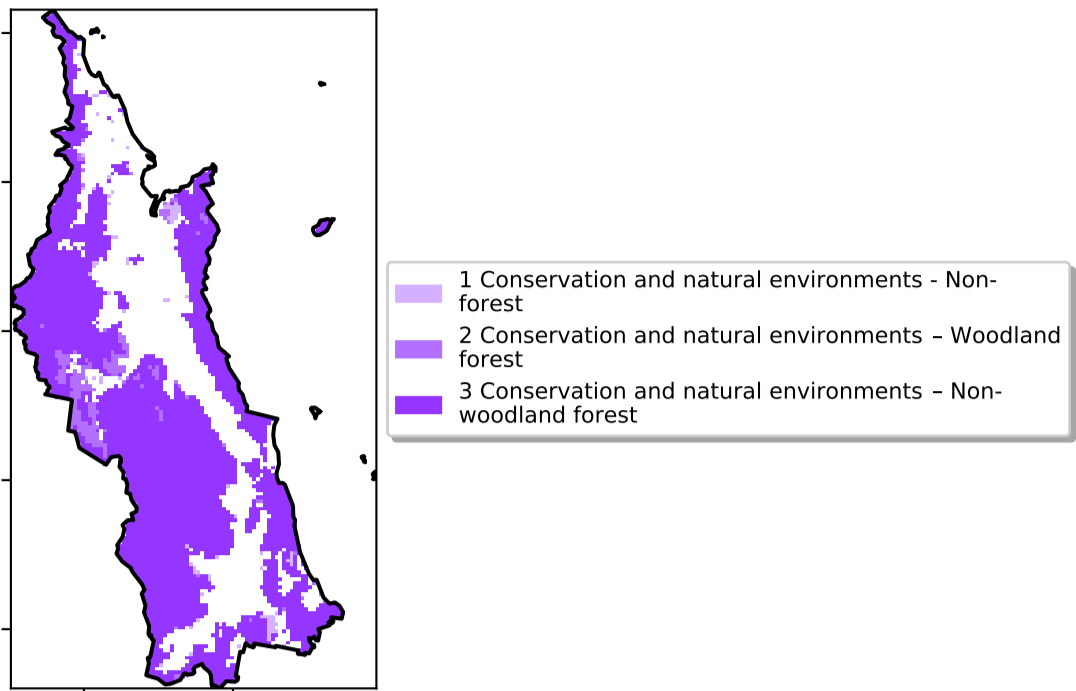 1 Conservation and natural environments - Non-
forest
2 Conservation and natural environments – Woodland
forest
3 Conservation and natural environments – Non-
woodland forest